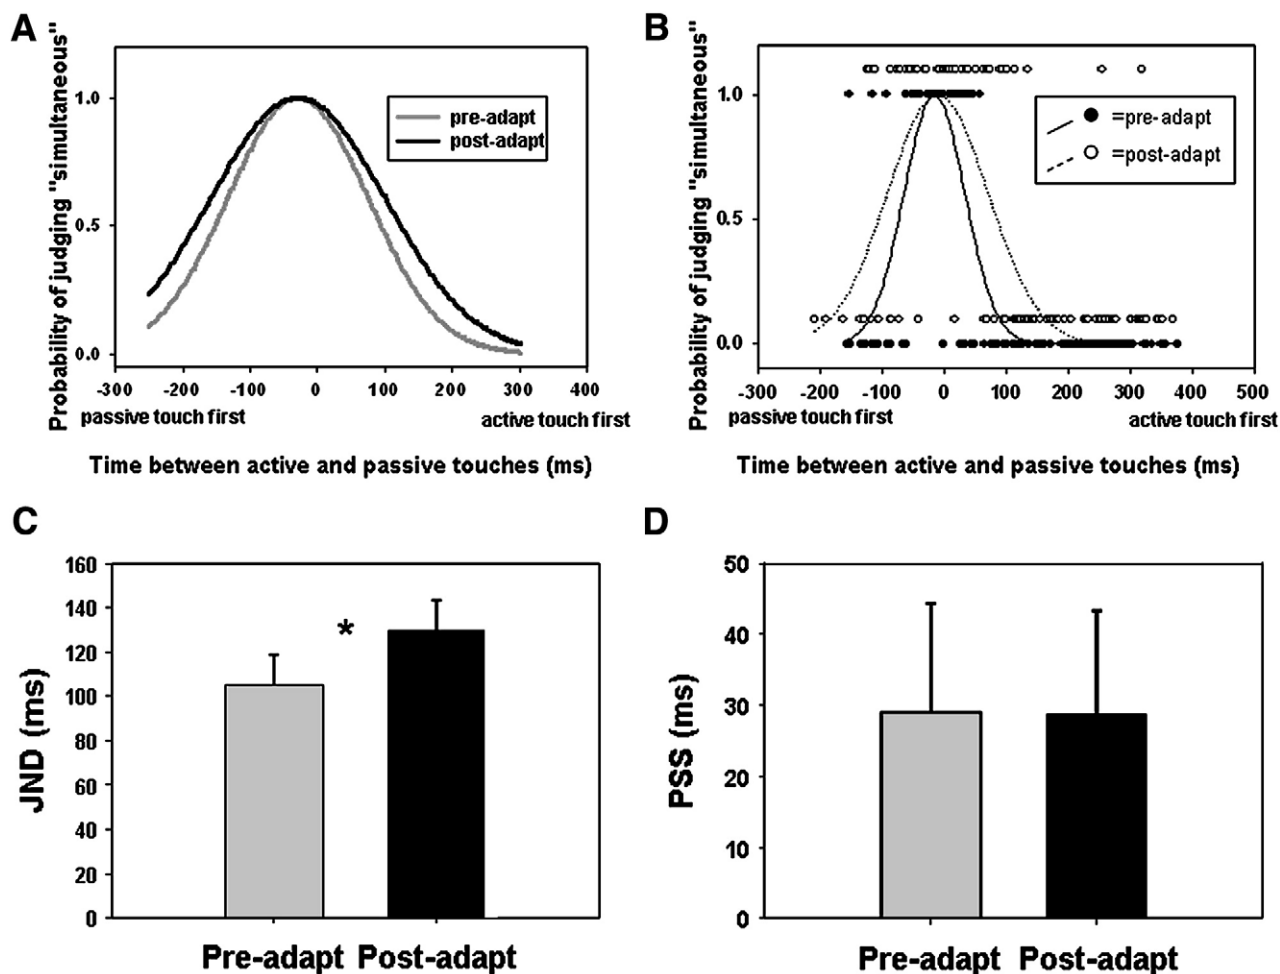 A
Probability of judging "simultaneous"
1.0
0.5
0.0
pre-adapt
post-adapt
-300 -200 -100 0 100 200 300 400
passive touch first active touch first
Time between active and passive touches (ms)
B
Probability of judging "simultaneous"
1.0
0.5
0.0
=pre-adapt
=post-adapt
-300 -200 -100 0 100 200 300 400 500
passive touch first active touch first
Time between active and passive touches (ms)
C
JND (ms)
160
140
120
100
80
60
40
20
0
*
Pre-adapt Post-adapt
D
PSS (ms)
50
40
30
20
10
0
Pre-adapt Post-adapt